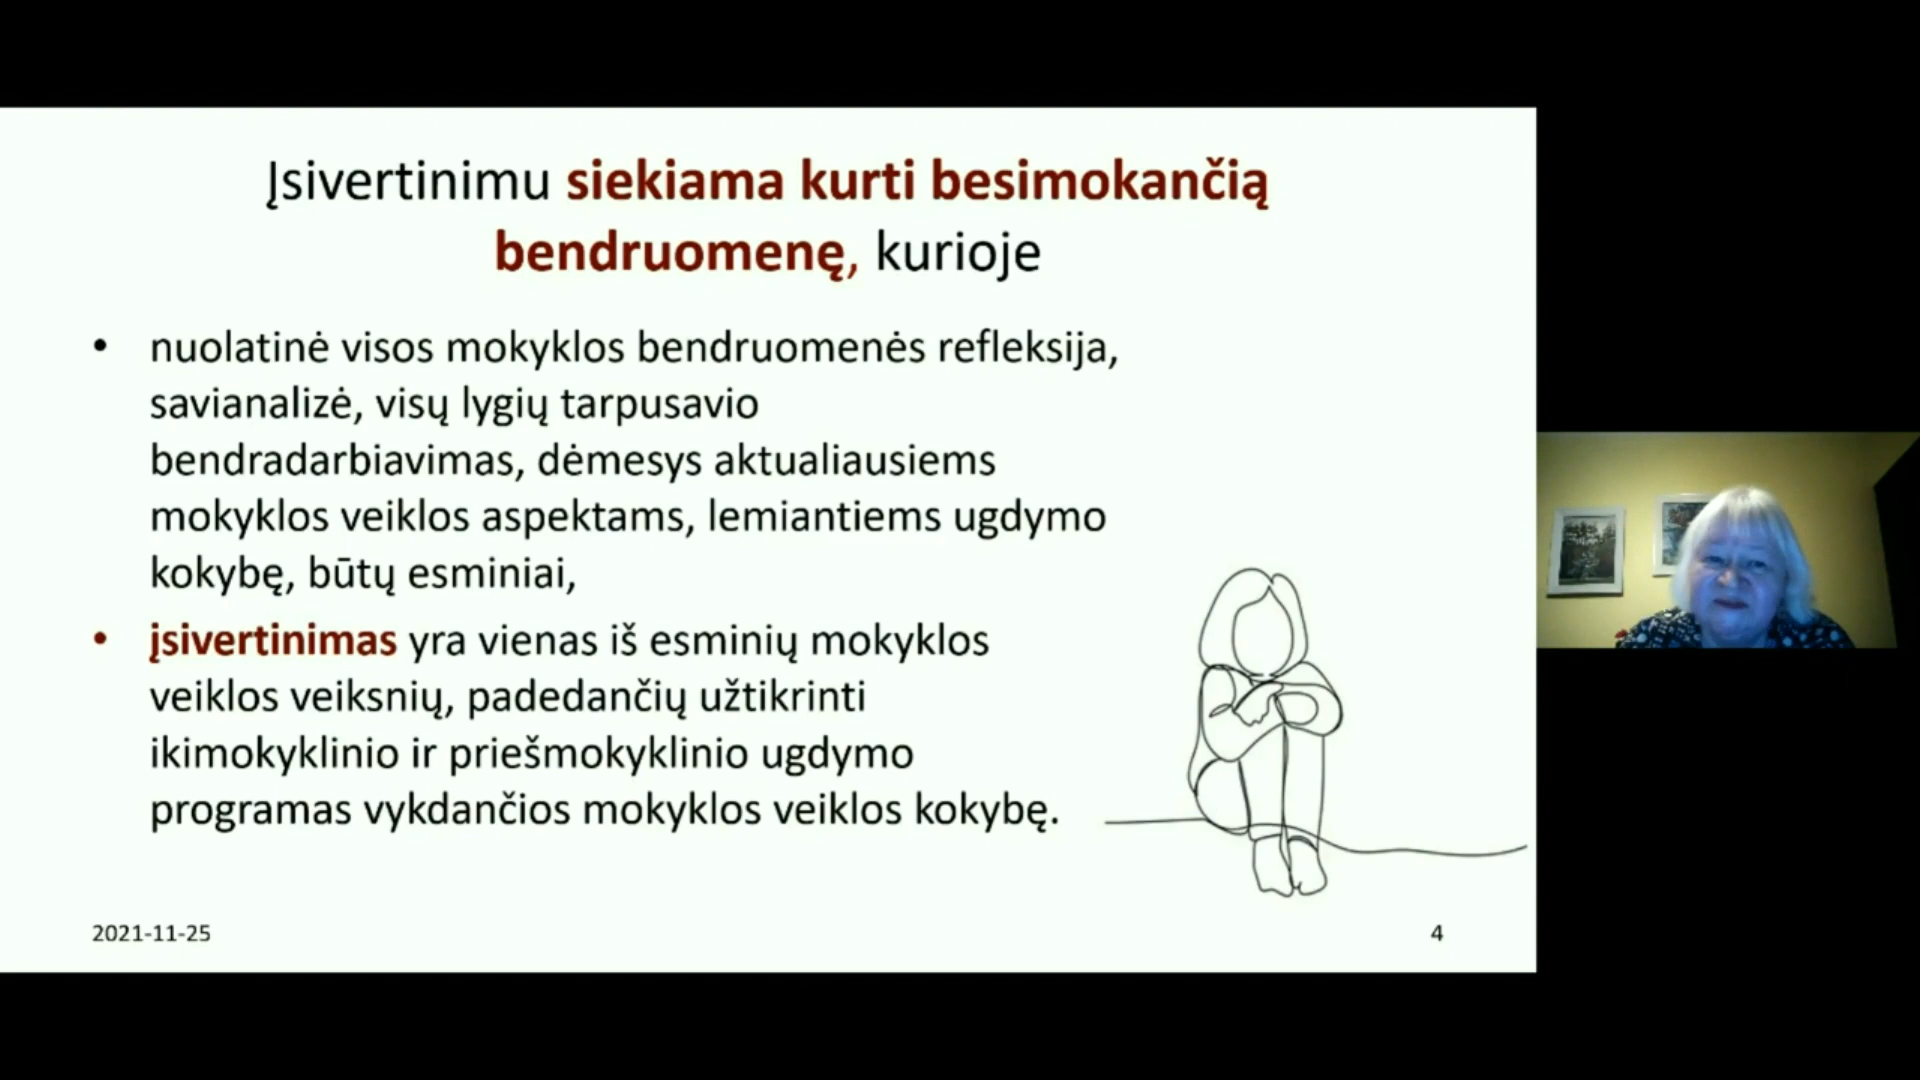 Įsivertinimu siekiama kurti besimokančią
bendruomenę, kurioje
• nuolatinė visos mokyklos bendruomenės refleksija,
savianalizė, visų lygių tarpusavio
bendradarbiavimas, dėmesys aktualiausiems
mokyklos veiklos aspektams, lemiantiems ugdymo
kokybę, būtų esminiai,
• įsivertinimas yra vienas iš esminių mokyklos
veiklos veiksnių, padedančių užtikrinti
ikimokyklinio ir priešmokyklinio ugdymo
programas vykdančios mokyklos veiklos kokybę.
2021-11-25
4